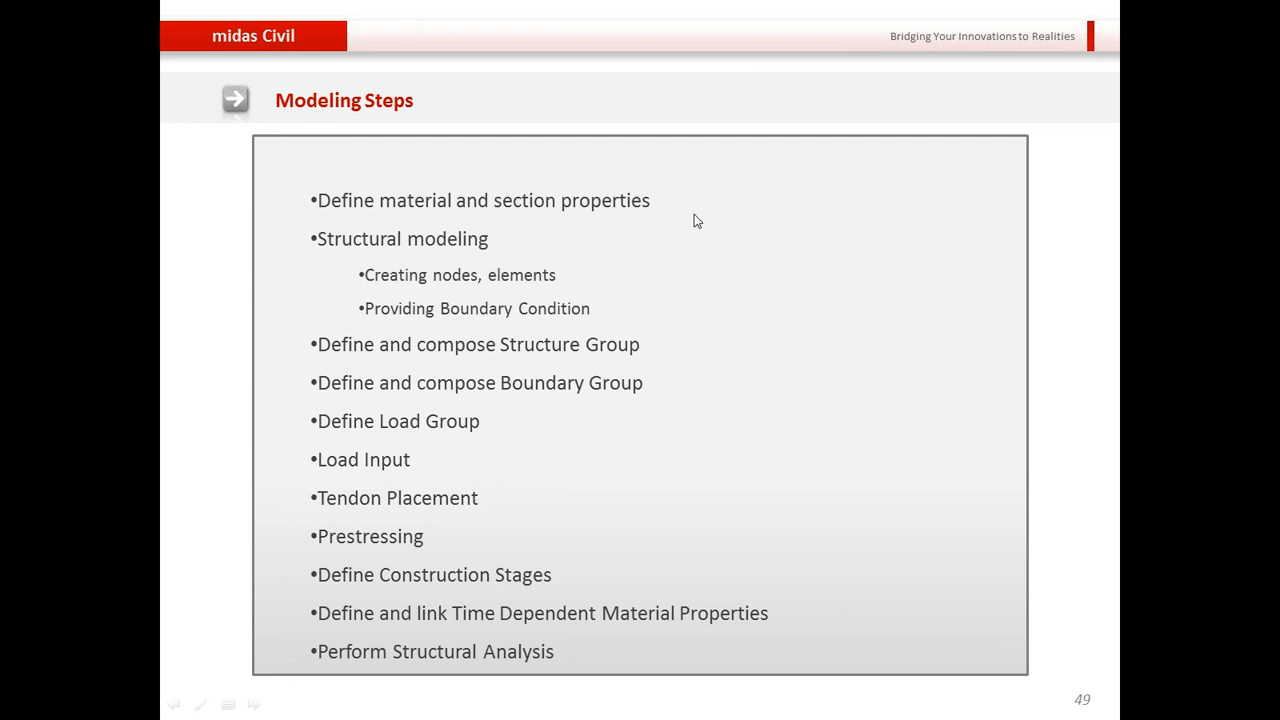 midas Civil
Bridging Your Innovations to Realities
Modeling Steps
•Define material and section properties
•Structural modeling
•Creating nodes, elements
•Providing Boundary Condition
•Define and compose Structure Group
•Define and compose Boundary Group
•Define Load Group
•Load Input
•Tendon Placement
•Prestressing
•Define Construction Stages
•Define and link Time Dependent Material Properties
•Perform Structural Analysis
49